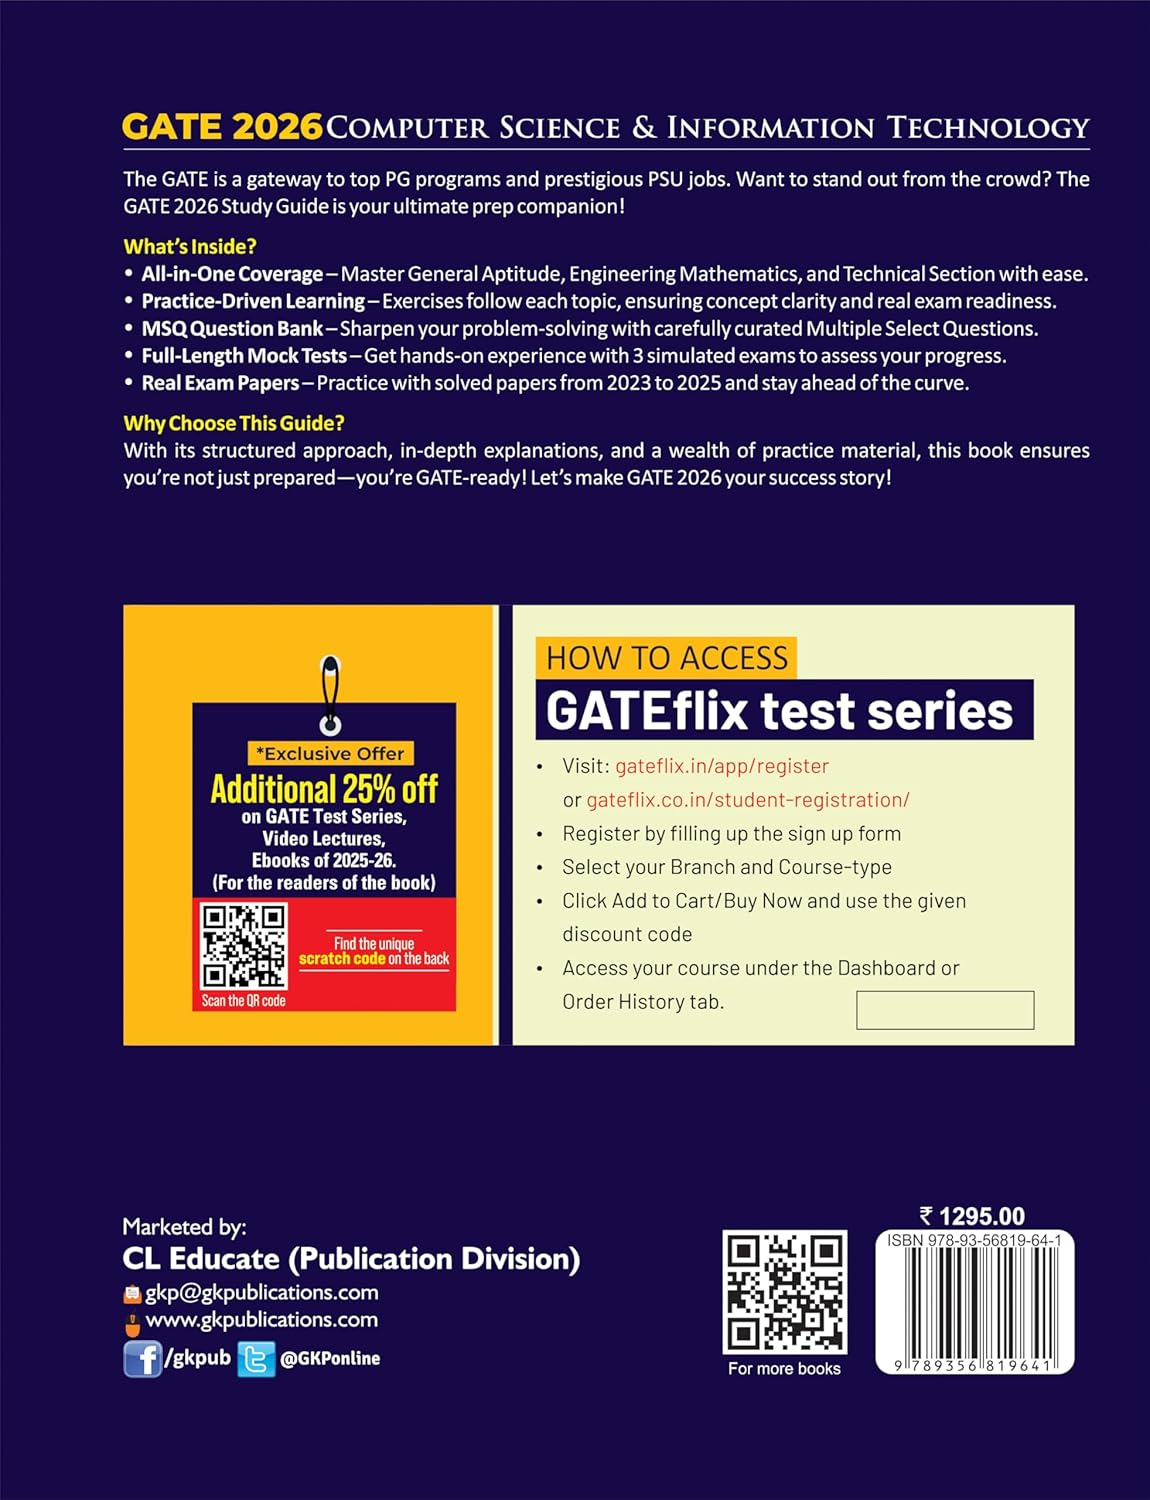 GATE 2026 COMPUTER SCIENCE & INFORMATION TECHNOLOGY
The GATE is a gateway to top PG programs and prestigious PSU jobs. Want to stand out from the crowd? The
GATE 2026 Study Guide is your ultimate prep companion!
What's Inside?
• All-in-One Coverage – Master General Aptitude, Engineering Mathematics, and Technical Section with ease.
• Practice-Driven Learning – Exercises follow each topic, ensuring concept clarity and real exam readiness.
• MSQ Question Bank – Sharpen your problem-solving with carefully curated Multiple Select Questions.
• Full-Length Mock Tests – Get hands-on experience with 3 simulated exams to assess your progress.
• Real Exam Papers – Practice with solved papers from 2023 to 2025 and stay ahead of the curve.
Why Choose This Guide?
With its structured approach, in-depth explanations, and a wealth of practice material, this book ensures
you're not just prepared—you're GATE-ready! Let's make GATE 2026 your success story!
*Exclusive Offer
Additional 25% off
on GATE Test Series,
Video Lectures,
Ebooks of 2025-26.
(For the readers of the book)
Find the unique
scratch code on the back
Scan the QR code
HOW TO ACCESS
GATEflix test series
• Visit: gateflix.in/app/register
or gateflix.co.in/student-registration/
• Register by filling up the sign up form
• Select your Branch and Course-type
• Click Add to Cart/Buy Now and use the given
discount code
• Access your course under the Dashboard or
Order History tab.
Marketed by:
CL Educate (Publication Division)
gkp@gkpublications.com
www.gkpublications.com
f /gkpub t @GKPonline
For more books
₹ 1295.00
ISBN 978-93-56819-64-1
9 789356 819641